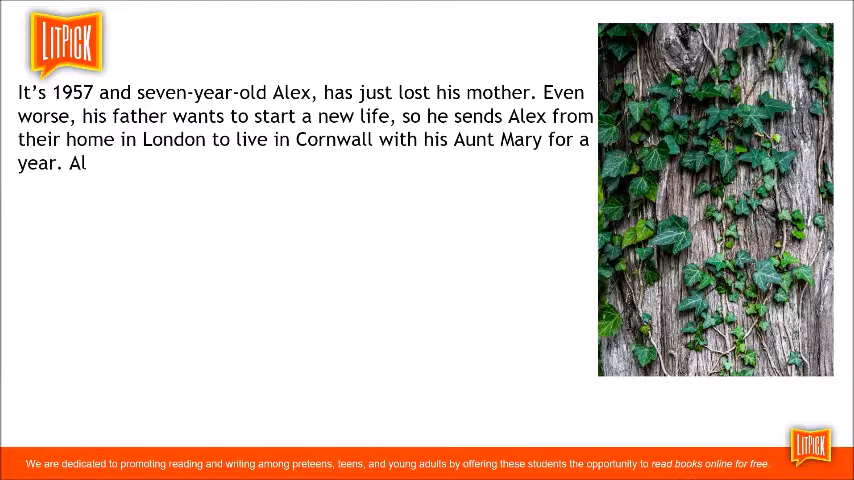 LITPICK
It's 1957 and seven-year-old Alex, has just lost his mother. Even
worse, his father wants to start a new life, so he sends Alex from
their home in London to live in Cornwall with his Aunt Mary for a
year. Al
LITPICK
We are dedicated to promoting reading and writing among preteens, teens, and young adults by offering these students the opportunity to read books online for free.